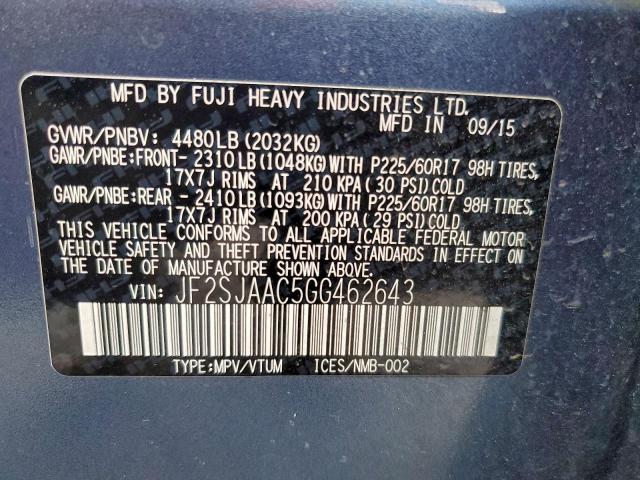 MFD BY FUJI HEAVY INDUSTRIES LTD.
MFD IN 09/15
GVWR/PNBV: 4480LB(2032KG)
GAWR/PNBE:FRONT- 2310LB(1048KG)WITH P225/60R17 98H TIRES,
17X7J RIMS AT 210 KPA(30 PSI)COLD
GAWR/PNBE:REAR -2410LB(1093KG)WITH P225/60R17 98H TIRES,
17X7J RIMS AT 200 KPA(29 PSI)COLD
THIS VEHICLE CONFORMS TO ALL APPLICABLE FEDERAL MOTOR
VEHICLE SAFETY AND THEFT PREVENTION STANDARDS IN EFFECT ON
THE DATE OF MANUFACTURE SHOWN ABOVE.
VIN: JF2SJAAC5GG462643
TYPE:MPV/VTUM ICES/NMB-002